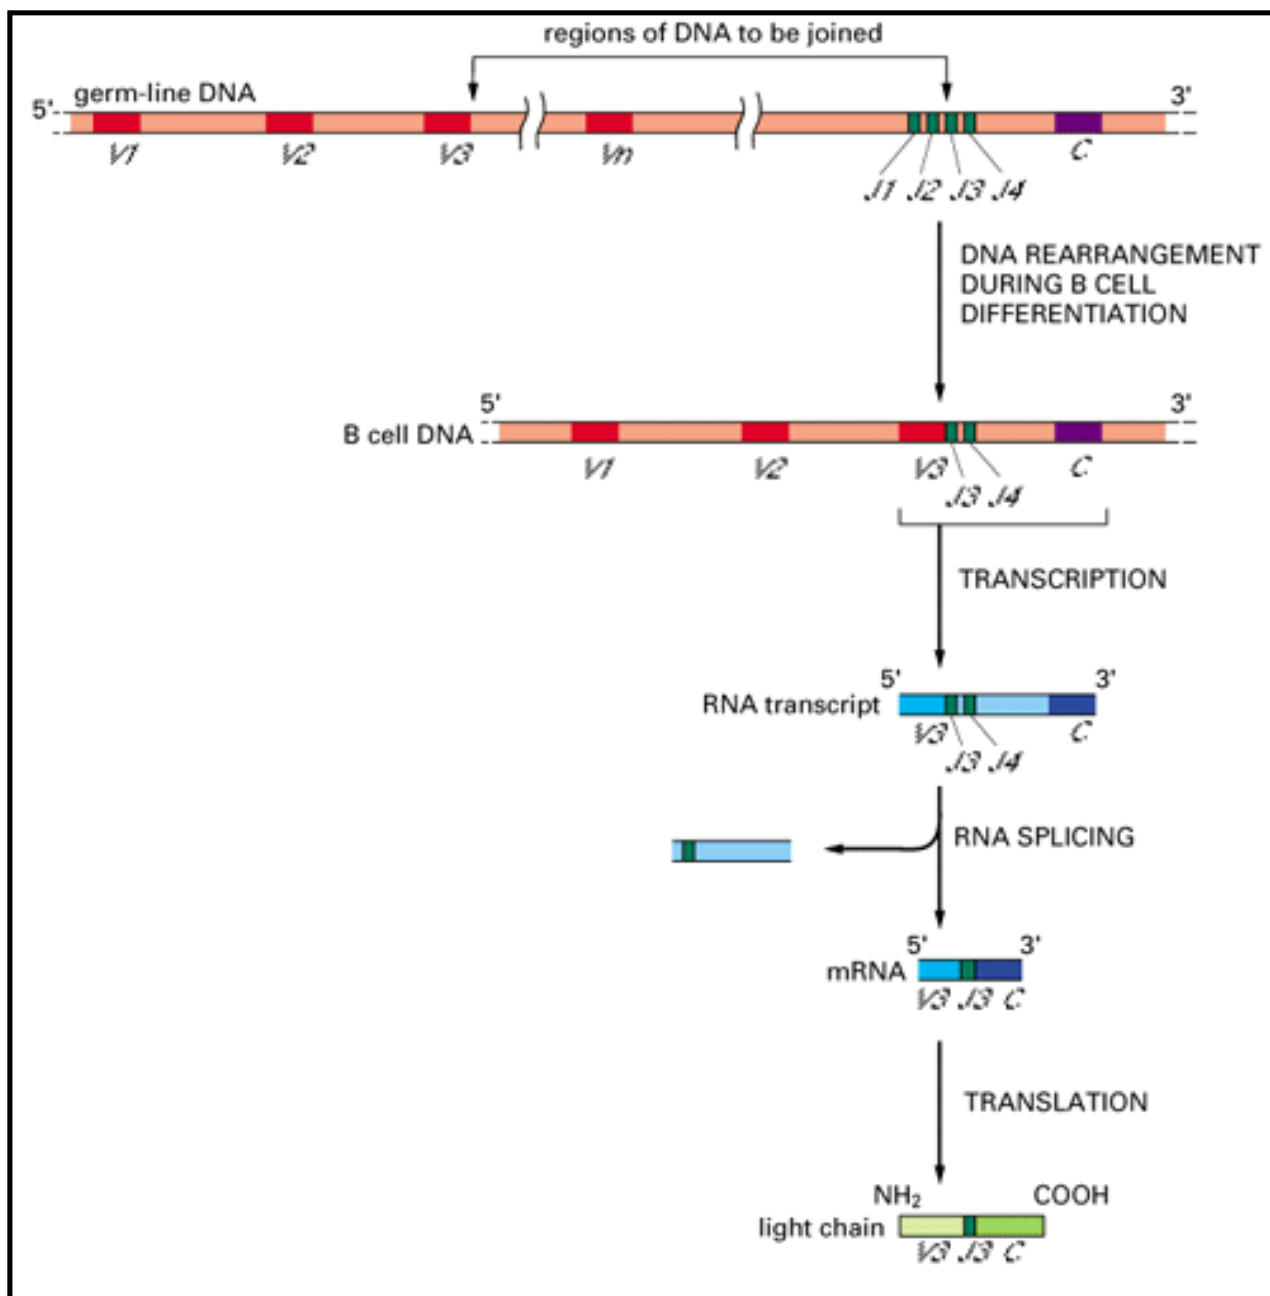 regions of DNA to be joined
germ-line DNA
5' 3'
V1 V2 V3 Vn C
J1 J2 J3 J4
DNA REARRANGEMENT
DURING B CELL
DIFFERENTIATION
5' 3'
B cell DNA
V1 V2 V3 C
J3 J4
TRANSCRIPTION
5' 3'
RNA transcript
V3 C
J3 J4
RNA SPLICING
5' 3'
mRNA
V3 J3 C
TRANSLATION
NH₂ COOH
light chain
V3 J3 C